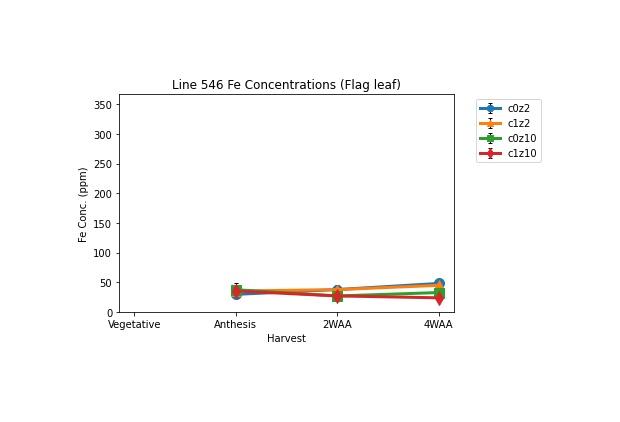 Line 546 Fe Concentrations (Flag leaf)
350
300
250
200
150
100
50
0
Fe Conc. (ppm)
Vegetative Anthesis 2WAA 4WAA
Harvest
c0z2
c1z2
c0z10
c1z10